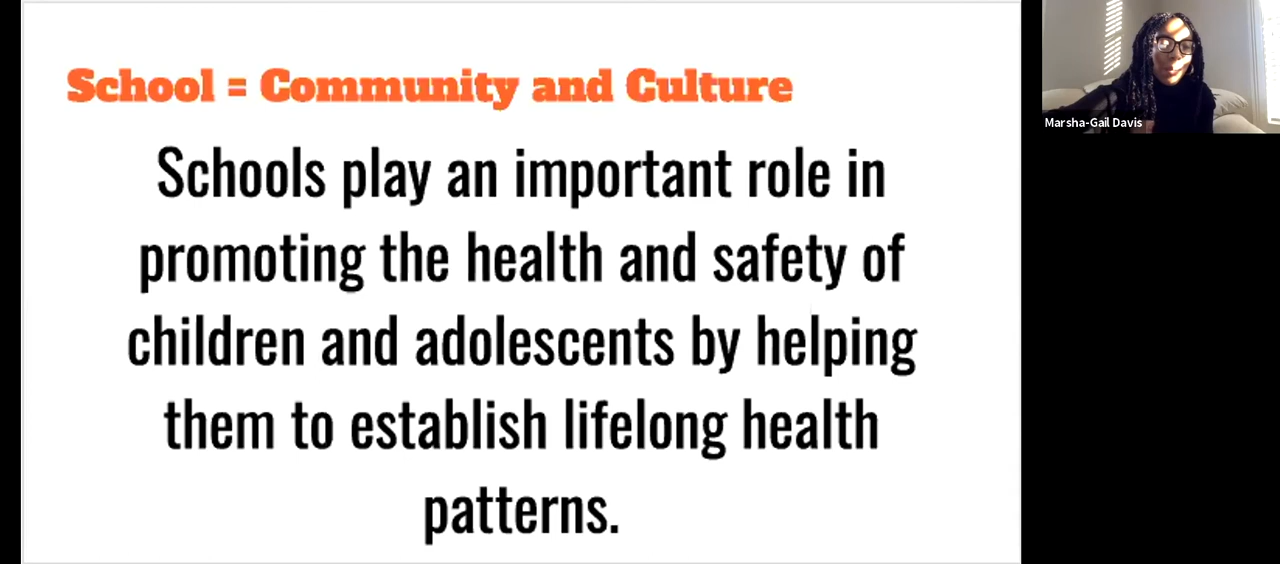 School = Community and Culture
Schools play an important role in
promoting the health and safety of
children and adolescents by helping
them to establish lifelong health
patterns.
Marsha-Gail Davis